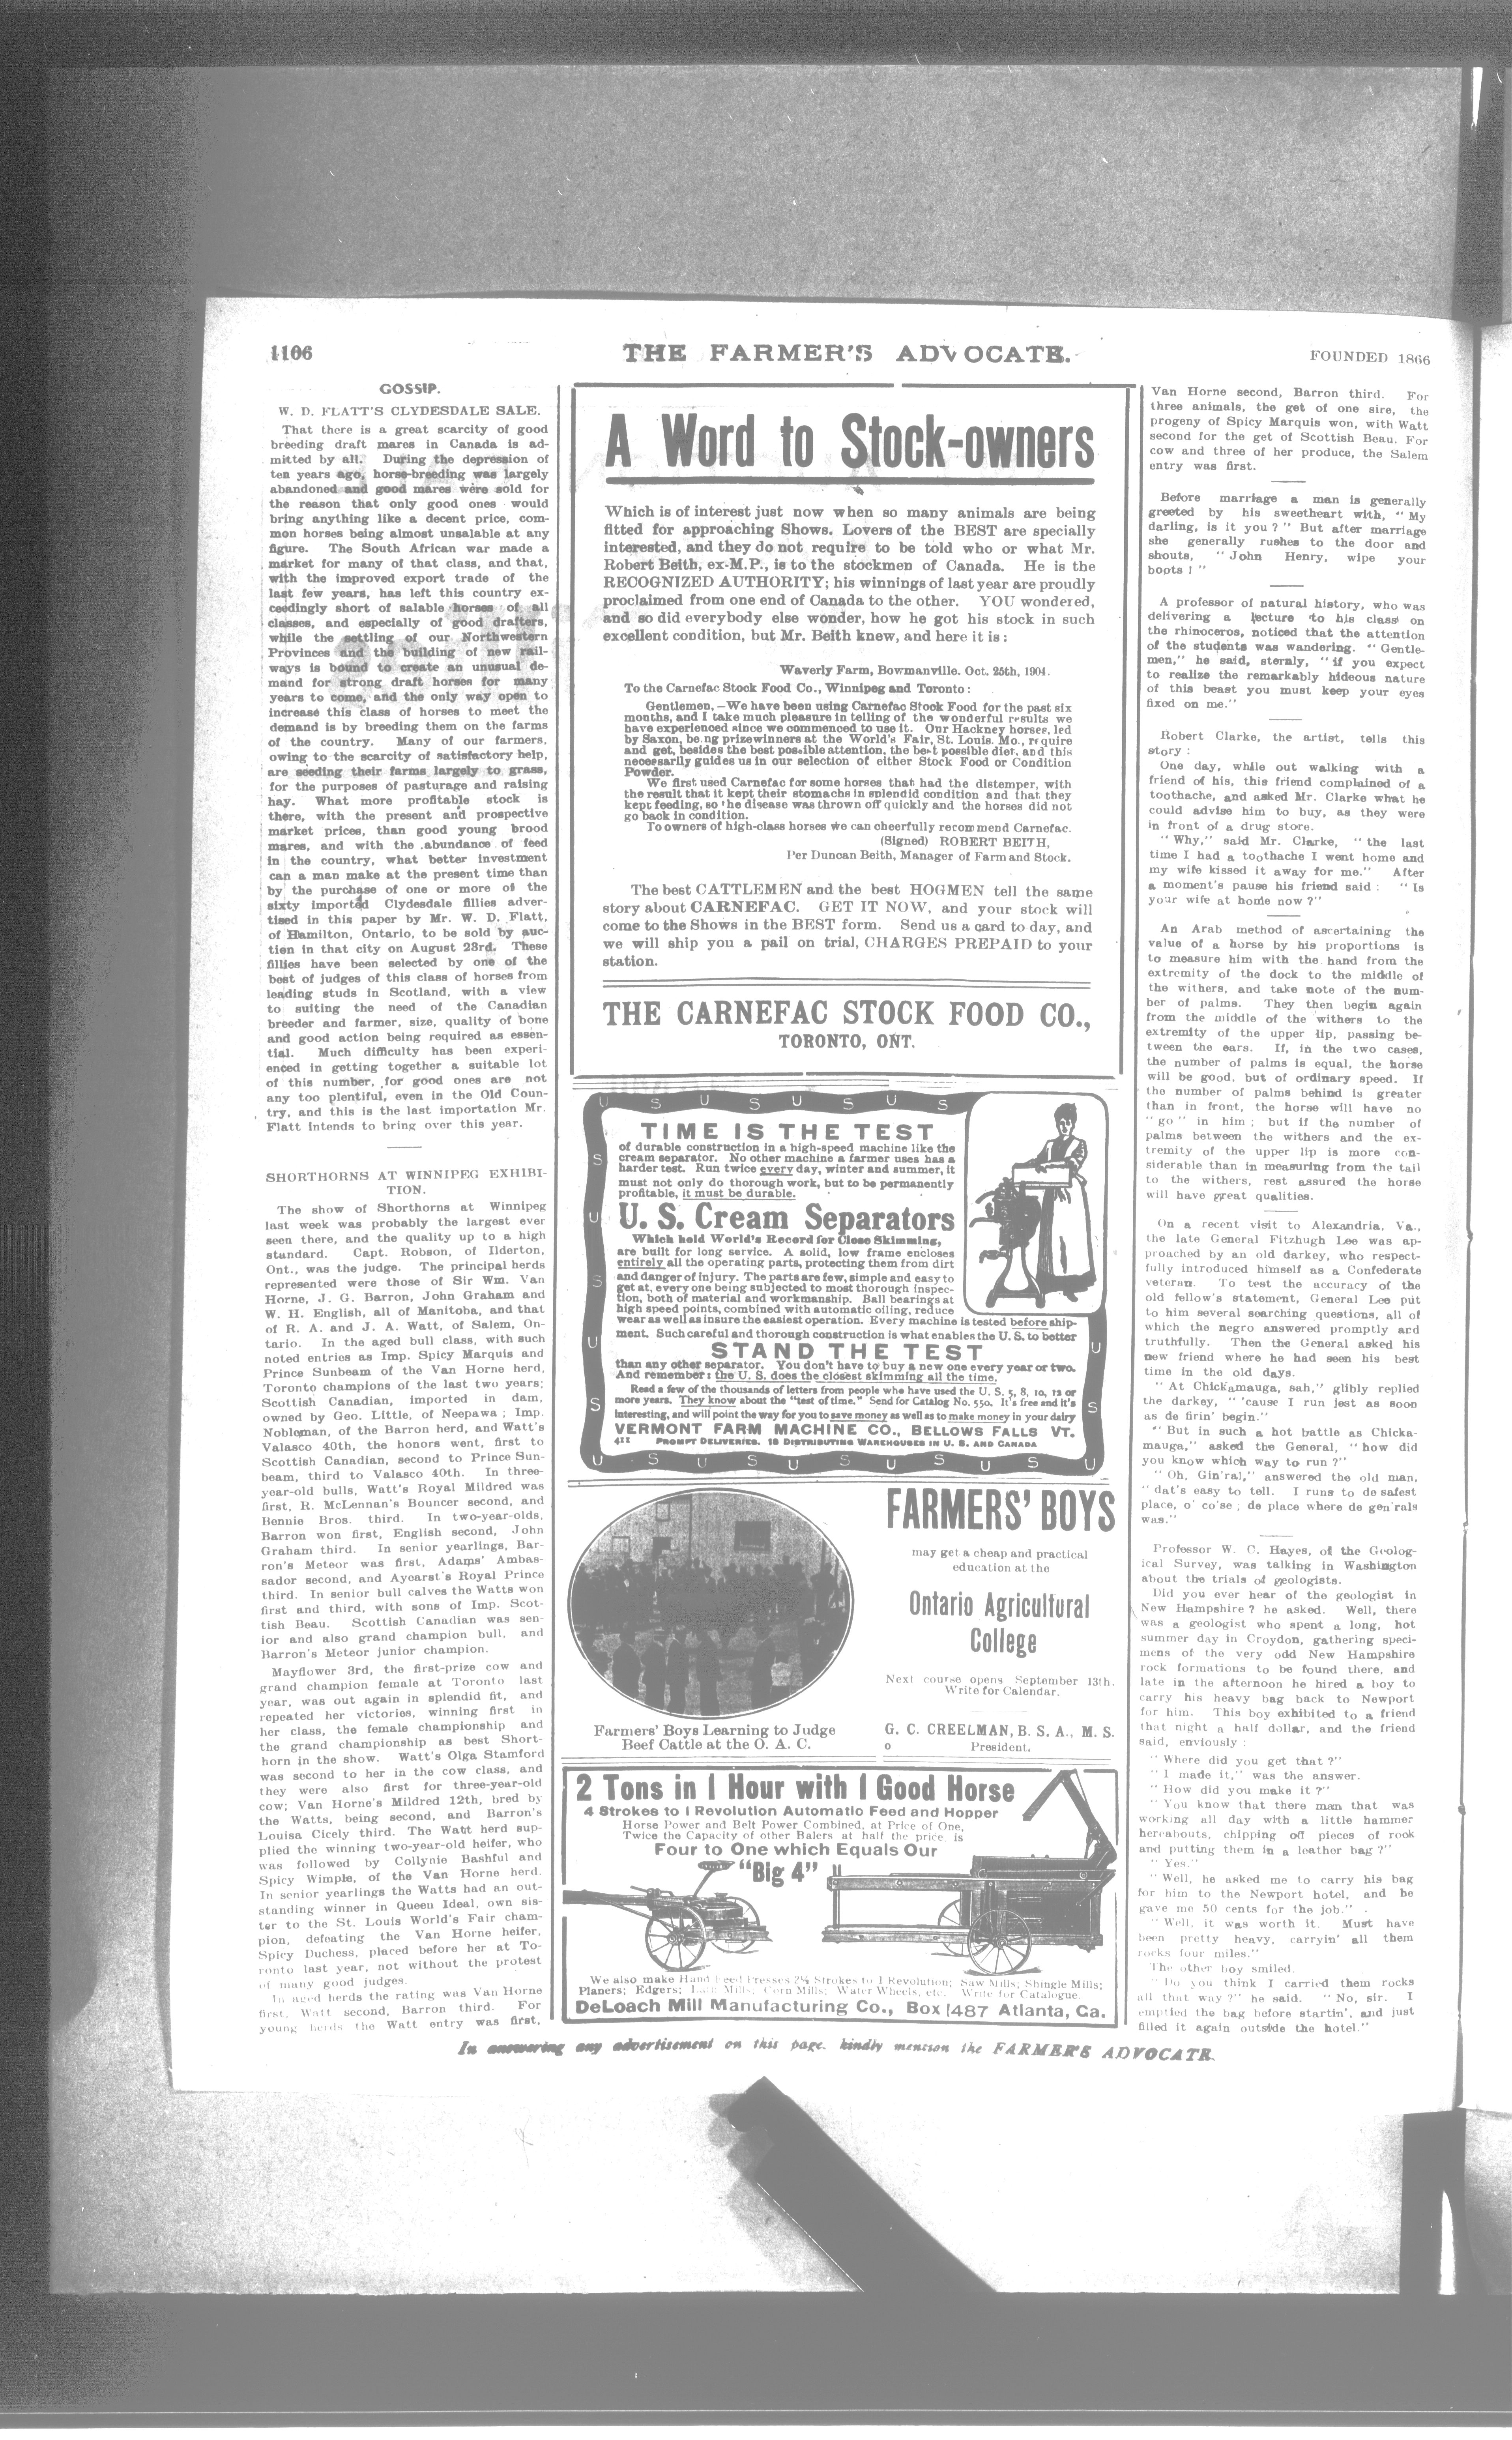 1106
THE FARMER'S ADVOCATE.
FOUNDED 1866
GOSSIP.
W. D. FLATT'S CLYDESDALE SALE.
That there is a great scarcity of good
breeding draft mares in Canada is ad-
mitted by all. During the depression of
ten years ago, horse-breeding was largely
abandoned and good mares were sold for
the reason that only good ones would
bring anything like a decent price, com-
mon horses being almost unsalable at any
figure. The South African war made a
market for many of that class, and that,
with the improved export trade of the
last few years, has left this country ex-
ceedingly short of salable horses of all
classes, and especially of good drafters,
while the settling of our Northwestern
Provinces and the building of new rail-
ways is bound to create an unusual de-
mand for strong draft horses for many
years to come, and the only way open to
increase this class of horses to meet the
demand is by breeding them on the farms
of the country. Many of our farmers,
owing to the scarcity of satisfactory help,
are seeding their farms largely to grass,
for the purposes of pasturage and raising
hay. What more profitable stock is
there, with the present and prospective
market prices, than good young brood
mares, and with the abundance of feed
in the country, what better investment
can a man make at the present time than
by the purchase of one or more of the
sixty imported Clydesdale fillies adver-
tised in this paper by Mr. W. D. Flatt,
of Hamilton, Ontario, to be sold by auc-
tien in that city on August 23rd. These
fillies have been selected by one of the
best of judges of this class of horses from
leading studs in Scotland, with a view
to suiting the need of the Canadian
breeder and farmer, size, quality of bone
and good action being required as essen-
tial. Much difficulty has been experi-
enced in getting together a suitable lot
of this number, for good ones are not
any too plentiful, even in the Old Coun-
try, and this is the last importation Mr.
Flatt intends to bring over this year.
SHORTHORNS AT WINNIPEG EXHIBI-
TION.
The show of Shorthorns at Winnipeg
last week was probably the largest ever
seen there, and the quality up to a high
standard. Capt. Robson, of Ilderton,
Ont., was the judge. The principal herds
represented were those of Sir Wm. Van
Horne, J. G. Barron, John Graham and
W. H. English, all of Manitoba, and that
of R. A. and J. A. Watt, of Salem, On-
tario. In the aged bull class, with such
noted entries as Imp. Spicy Marquis and
Prince Sunbeam of the Van Horne herd,
Toronto champions of the last two years;
Scottish Canadian, imported in dam,
owned by Geo. Little, of Neepawa; Imp.
Nobleman, of the Barron herd, and Watt's
Valasco 40th, the honors went, first to
Scottish Canadian, second to Prince Sun-
beam, third to Valasco 40th. In three-
year-old bulls, Watt's Royal Mildred was
first, R. McLennan's Bouncer second, and
Bennie Bros. third. In two-year-olds,
Barron won first, English second, John
Graham third. In senior yearlings, Bar-
ron's Meteor was first, Adams' Ambas-
sador second, and Aycarst's Royal Prince
third. In senior bull calves the Watts won
first and third, with sons of Imp. Scot-
tish Beau. Scottish Canadian was sen-
ior and also grand champion bull, and
Barron's Meteor junior champion.
Mayflower 3rd, the first-prize cow and
grand champion female at Toronto last
year, was out again in splendid fit, and
repeated her victories, winning first in
her class, the female championship and
the grand championship as best Short-
horn in the show. Watt's Olga Stamford
was second to her in the cow class, and
they were also first for three-year-old
cow; Van Horne's Mildred 12th, bred by
the Watts, being second, and Barron's
Louisa Cicely third. The Watt herd sup-
plied the winning two-year-old heifer, who
was followed by Collynie Bashful and
Spicy Wimple, of the Van Horne herd.
In senior yearlings the Watts had an out-
standing winner in Queen Ideal, own sis-
ter to the St. Louis World's Fair cham-
pion, defeating the Van Horne heifer,
Spicy Duchess, placed before her at To-
ronto last year, not without the protest
of many good judges.
In aged herds the rating was Van Horne
first, Watt second, Barron third. For
young herds the Watt entry was first,
A Word to Stock-owners
Which is of interest just now when so many animals are being
fitted for approaching Shows. Lovers of the BEST are specially
interested, and they do not require to be told who or what Mr.
Robert Beith, ex-M.P., is to the stockmen of Canada. He is the
RECOGNIZED AUTHORITY; his winnings of last year are proudly
proclaimed from one end of Canada to the other. YOU wondered,
and so did everybody else wonder, how he got his stock in such
excellent condition, but Mr. Beith knew, and here it is:
Waverly Farm, Bowmanville. Oct. 25th, 1904.
To the Carnefac Stock Food Co., Winnipeg and Toronto:
Gentlemen,—We have been using Carnefac Stock Food for the past six
months, and I take much pleasure in telling of the wonderful results we
have experienced since we commenced to use it. Our Hackney horses, led
by Saxon, being prizewinners at the World's Fair, St. Louis. Mo., require
and get, besides the best possible attention, the best possible diet, and this
necessarily guides us in our selection of either Stock Food or Condition
Powder.
We first used Carnefac for some horses that had the distemper, with
the result that it kept their stomachs in splendid condition and that they
kept feeding, so the disease was thrown off quickly and the horses did not
go back in condition.
To owners of high-class horses we can cheerfully recommend Carnefac.
(Signed) ROBERT BEITH,
Per Duncan Beith, Manager of Farm and Stock.
The best CATTLEMEN and the best HOGMEN tell the same
story about CARNEFAC. GET IT NOW, and your stock will
come to the Shows in the BEST form. Send us a card to day, and
we will ship you a pail on trial, CHARGES PREPAID to your
station.
THE CARNEFAC STOCK FOOD CO.,
TORONTO, ONT.
U S U S U S U S
TIME IS THE TEST
of durable construction in a high-speed machine like the
cream separator. No other machine a farmer uses has a
harder test. Run twice every day, winter and summer, it
must not only do thorough work, but to be permanently
profitable, it must be durable.
U. S. Cream Separators
Which hold World's Record for Close Skimming,
are built for long service. A solid, low frame encloses
entirely all the operating parts, protecting them from dirt
and danger of injury. The parts are few, simple and easy to
get at, every one being subjected to most thorough inspec-
tion, both of material and workmanship. Ball bearings at
high speed points, combined with automatic oiling, reduce
wear as well as insure the easiest operation. Every machine is tested before ship-
ment. Such careful and thorough construction is what enables the U. S. to better
STAND THE TEST
than any other separator. You don't have to buy a new one every year or two.
And remember: the U. S. does the closest skimming all the time.
Read a few of the thousands of letters from people who have used the U. S. 5, 8, 10, 12 or
more years. They know about the "test of time." Send for Catalog No. 550. It's free and it's
interesting, and will point the way for you to save money as well as to make money in your dairy
VERMONT FARM MACHINE CO., BELLOWS FALLS VT.
411 PROMPT DELIVERIES. 18 DISTRIBUTING WAREHOUSES IN U. S. AND CANADA
S U S U S
U S
U S U S U S U S U S U
FARMERS' BOYS
may get a cheap and practical
education at the
Ontario Agricultural
College
Next course opens September 13th.
Write for Calendar.
G. C. CREELMAN, B. S. A., M. S.
o President.
Farmers' Boys Learning to Judge
Beef Cattle at the O. A. C.
2 Tons in 1 Hour with 1 Good Horse
4 Strokes to 1 Revolution Automatic Feed and Hopper
Horse Power and Belt Power Combined, at Price of One,
Twice the Capacity of other Balers at half the price is
Four to One which Equals Our
"Big 4"
We also make Hand Feed Presses 2½ Strokes to 1 Revolution; Saw Mills; Shingle Mills;
Planers; Edgers; Lath Mills; Corn Mills; Water Wheels, etc. Write for Catalogue.
DeLoach Mill Manufacturing Co., Box 1487 Atlanta, Ga.
Van Horne second, Barron third. For
three animals, the get of one sire, the
progeny of Spicy Marquis won, with Watt
second for the get of Scottish Beau. For
cow and three of her produce, the Salem
entry was first.
Before marriage a man is generally
greeted by his sweetheart with, "My
darling, is it you?" But after marriage
she generally rushes to the door and
shouts, "John Henry, wipe your
boots!"
A professor of natural history, who was
delivering a lecture to his class on
the rhinoceros, noticed that the attention
of the students was wandering. "Gentle-
men," he said, sternly, "if you expect
to realize the remarkably hideous nature
of this beast you must keep your eyes
fixed on me."
Robert Clarke, the artist, tells this
story:
One day, while out walking with a
friend of his, this friend complained of a
toothache, and asked Mr. Clarke what he
could advise him to buy, as they were
in front of a drug store.
"Why," said Mr. Clarke, "the last
time I had a toothache I went home and
my wife kissed it away for me." After
a moment's pause his friend said: "Is
your wife at home now?"
An Arab method of ascertaining the
value of a horse by his proportions is
to measure him with the hand from the
extremity of the dock to the middle of
the withers, and take note of the num-
ber of palms. They then begin again
from the middle of the withers to the
extremity of the upper lip, passing be-
tween the ears. If, in the two cases,
the number of palms is equal, the horse
will be good, but of ordinary speed. If
the number of palms behind is greater
than in front, the horse will have no
"go" in him; but if the number of
palms between the withers and the ex-
tremity of the upper lip is more con-
siderable than in measuring from the tail
to the withers, rest assured the horse
will have great qualities.
On a recent visit to Alexandria, Va.,
the late General Fitzhugh Lee was ap-
proached by an old darkey, who respect-
fully introduced himself as a Confederate
veteran. To test the accuracy of the
old fellow's statement, General Lee put
to him several searching questions, all of
which the negro answered promptly and
truthfully. Then the General asked his
new friend where he had seen his best
time in the old days.
"At Chickamauga, sah," glibly replied
the darkey, "'cause I run jest as soon
as de firin' begin."
"But in such a hot battle as Chicka-
mauga," asked the General, "how did
you know which way to run?"
"Oh, Gin'ral," answered the old man,
"dat's easy to tell. I runs to de safest
place, o' co'se; de place where de gen'rals
was."
Professor W. C. Hayes, of the Geolog-
ical Survey, was talking in Washington
about the trials of geologists.
Did you ever hear of the geologist in
New Hampshire? he asked. Well, there
was a geologist who spent a long, hot
summer day in Croydon, gathering speci-
mens of the very odd New Hampshire
rock formations to be found there, and
late in the afternoon he hired a boy to
carry his heavy bag back to Newport
for him. This boy exhibited to a friend
that night a half dollar, and the friend
said, enviously:
"Where did you get that?"
"I made it," was the answer.
"How did you make it?"
"You know that there man that was
working all day with a little hammer
hereabouts, chipping off pieces of rook
and putting them in a leather bag?"
"Yes."
"Well, he asked me to carry his bag
for him to the Newport hotel, and he
gave me 50 cents for the job."
"Well, it was worth it. Must have
been pretty heavy, carryin' all them
rocks four miles."
The other boy smiled.
"Do you think I carried them rocks
all that way?" he said. "No, sir. I
emptied the bag before startin', and just
filled it again outside the hotel."
In answering any advertisement on this page, kindly mention the FARMER'S ADVOCATE.